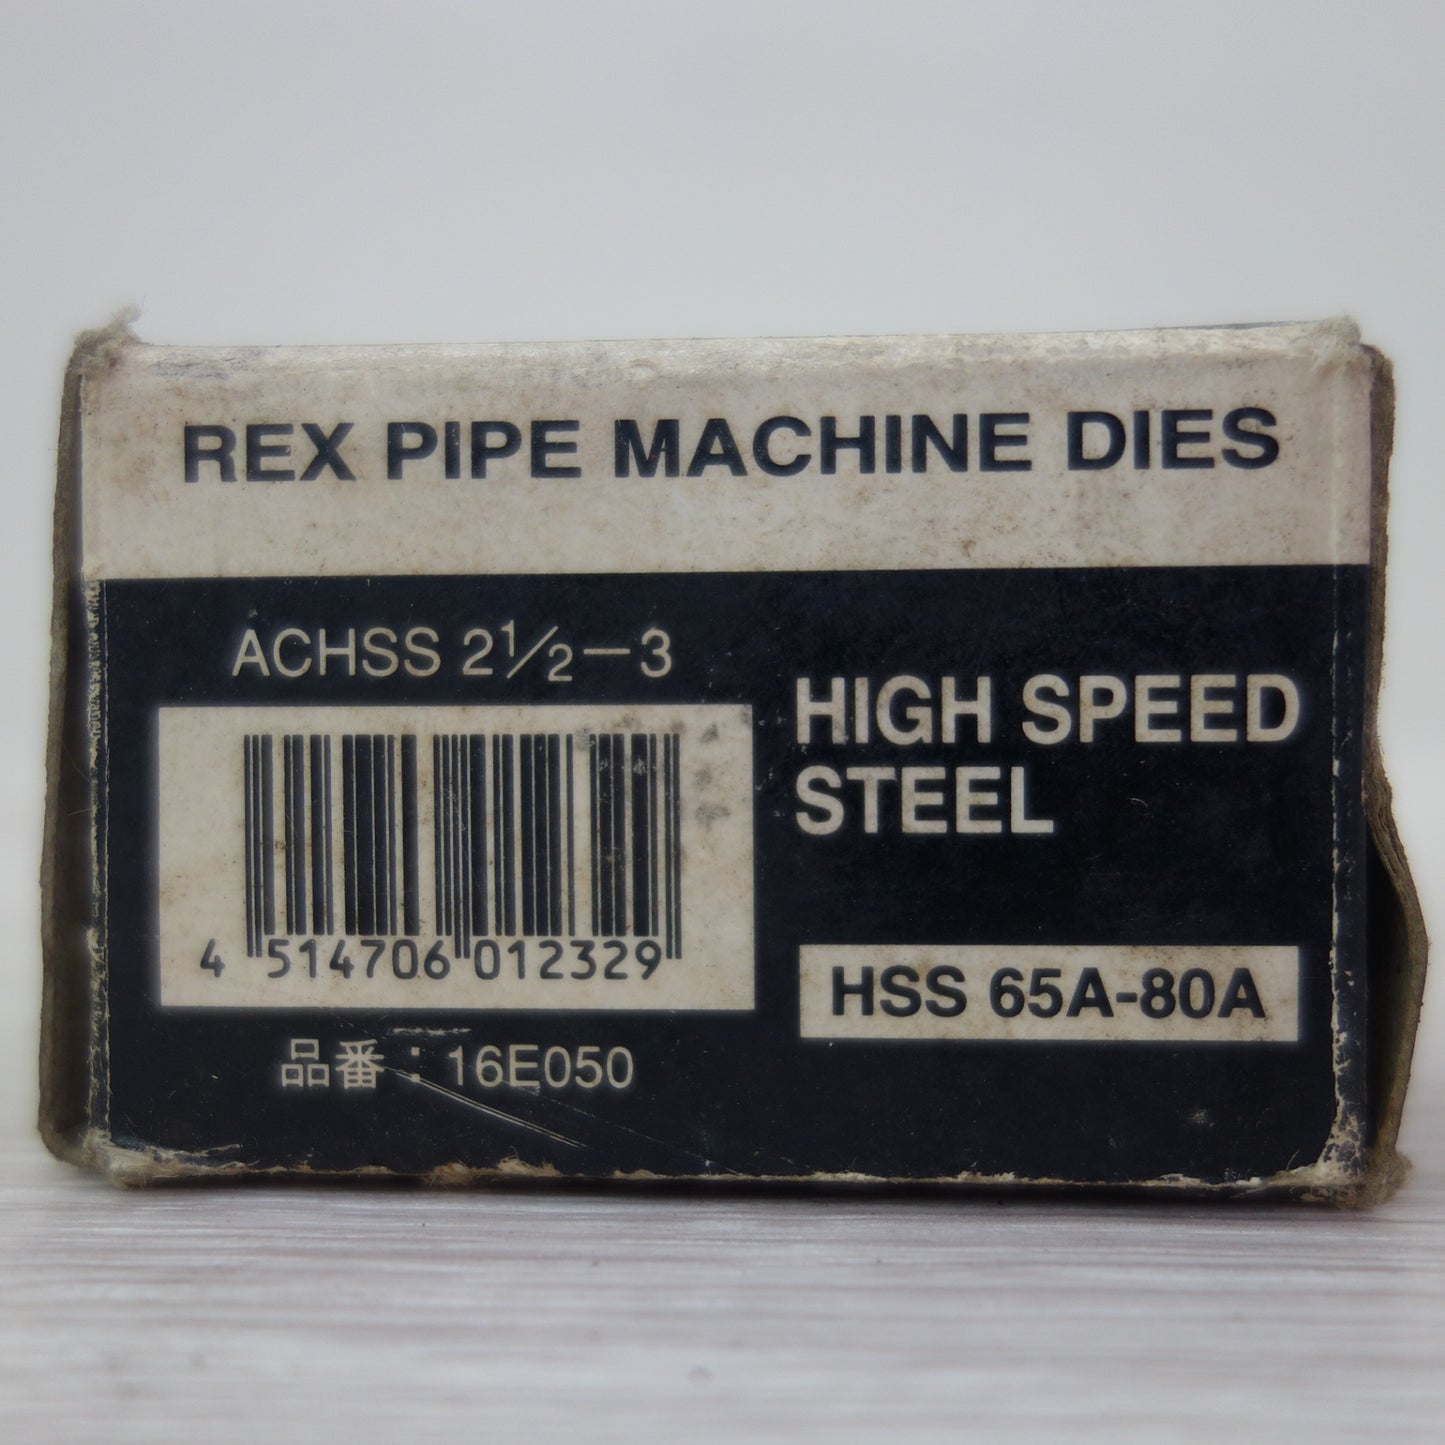 REX PIPE MACHINE DIES
ACHSS 2½−3
HIGH SPEED
STEEL
4 514706 012329
HSS 65A-80A
品番：16E050